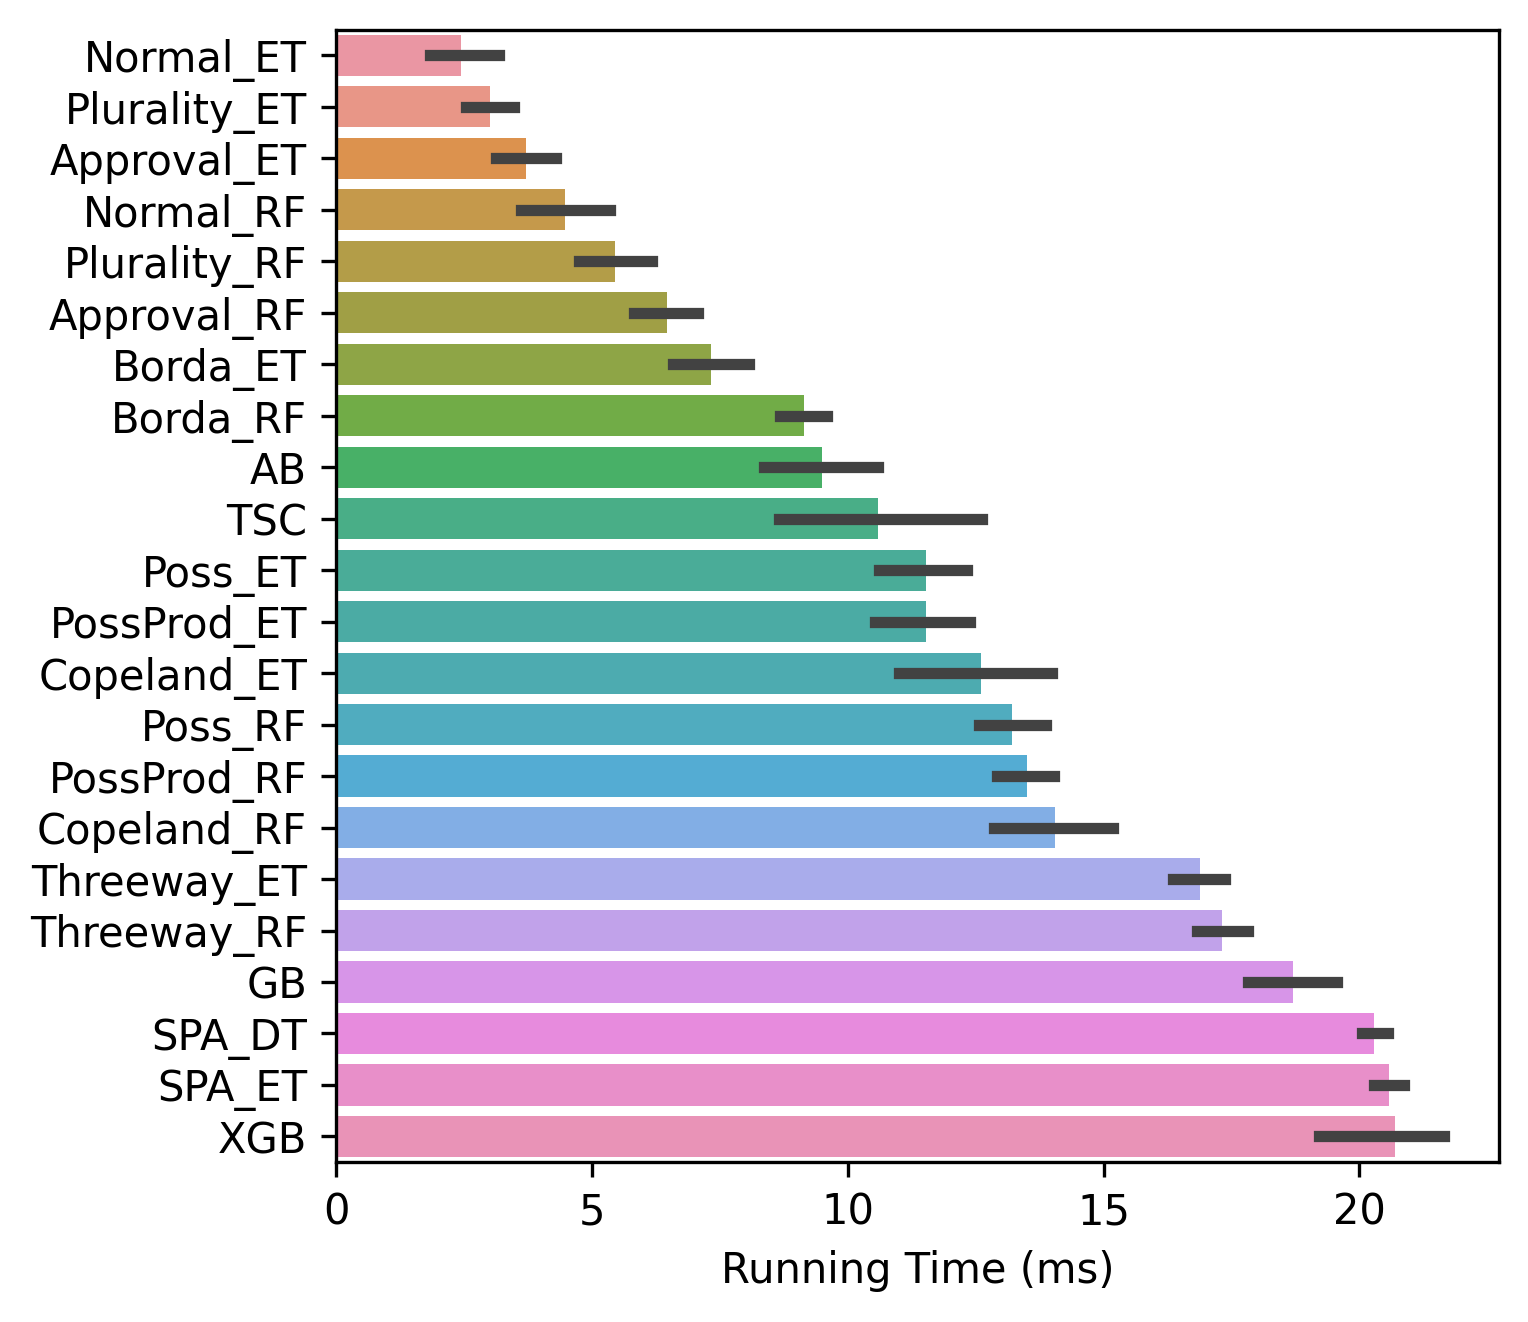 Normal_ET
Plurality_ET
Approval_ET
Normal_RF
Plurality_RF
Approval_RF
Borda_ET
Borda_RF
AB
TSC
Poss_ET
PossProd_ET
Copeland_ET
Poss_RF
PossProd_RF
Copeland_RF
Threeway_ET
Threeway_RF
GB
SPA_DT
SPA_ET
XGB
0 5 10 15 20
Running Time (ms)